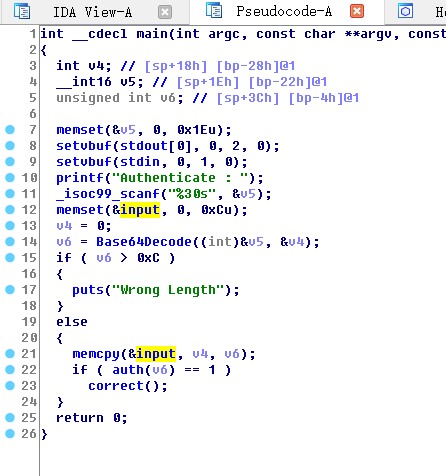 IDA View-A Pseudocode-A
1 int __cdecl main(int argc, const char **argv, const
2 {
3 int v4; // [sp+18h] [bp-28h]@1
4 __int16 v5; // [sp+1Eh] [bp-22h]@1
5 unsigned int v6; // [sp+3Ch] [bp-4h]@1
6
7 memset(&v5, 0, 0x1Eu);
8 setvbuf(stdout[0], 0, 2, 0);
9 setvbuf(stdin, 0, 1, 0);
10 printf("Authenticate : ");
11 _isoc99_scanf("%30s", &v5);
12 memset(&input, 0, 0xCu);
13 v4 = 0;
14 v6 = Base64Decode((int)&v5, &v4);
15 if ( v6 > 0xC )
16 {
17 puts("Wrong Length");
18 }
19 else
20 {
21 memcpy(&input, v4, v6);
22 if ( auth(v6) == 1 )
23 correct();
24 }
25 return 0;
26 }